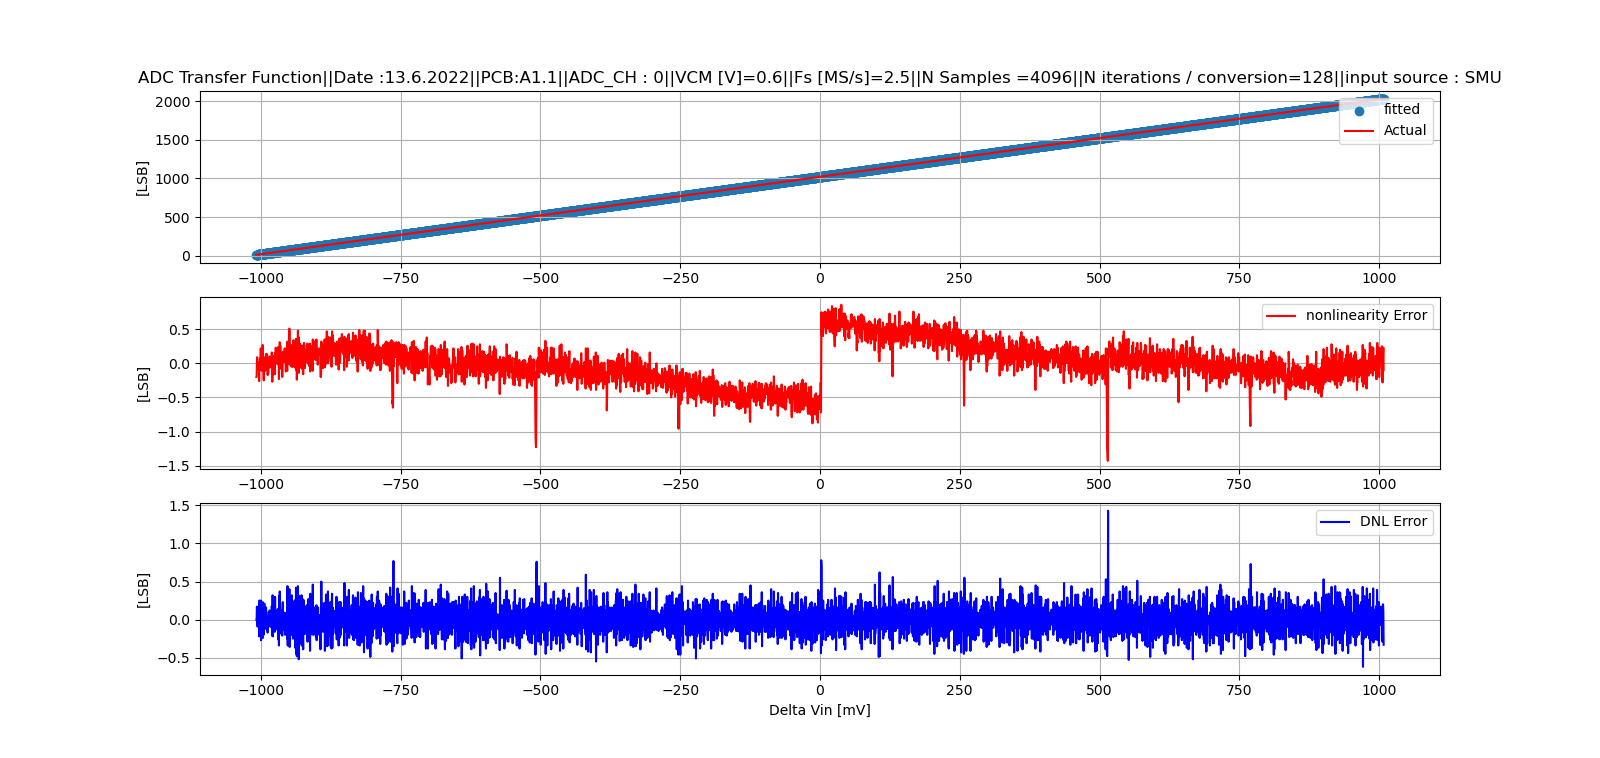 ADC Transfer Function||Date :13.6.2022||PCB:A1.1||ADC_CH : 0||VCM [V]=0.6||Fs [MS/s]=2.5||N Samples =4096||N iterations / conversion=128||input source : SMU
2000
1500
1000
500
0
[LSB]
fitted
Actual
−1000 −750 −500 −250 0 250 500 750 1000
0.5
0.0
−0.5
−1.0
−1.5
[LSB]
nonlinearity Error
−1000 −750 −500 −250 0 250 500 750 1000
1.5
1.0
0.5
0.0
−0.5
[LSB]
DNL Error
−1000 −750 −500 −250 0 250 500 750 1000
Delta Vin [mV]